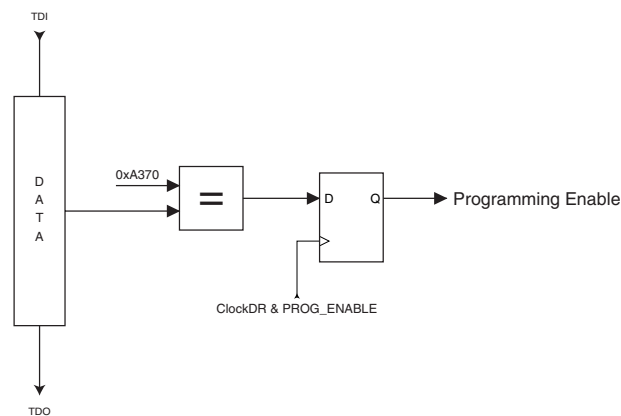 TDI
D
A
T
A
0xA370
=
D Q
Programming Enable
ClockDR & PROG_ENABLE
TDO